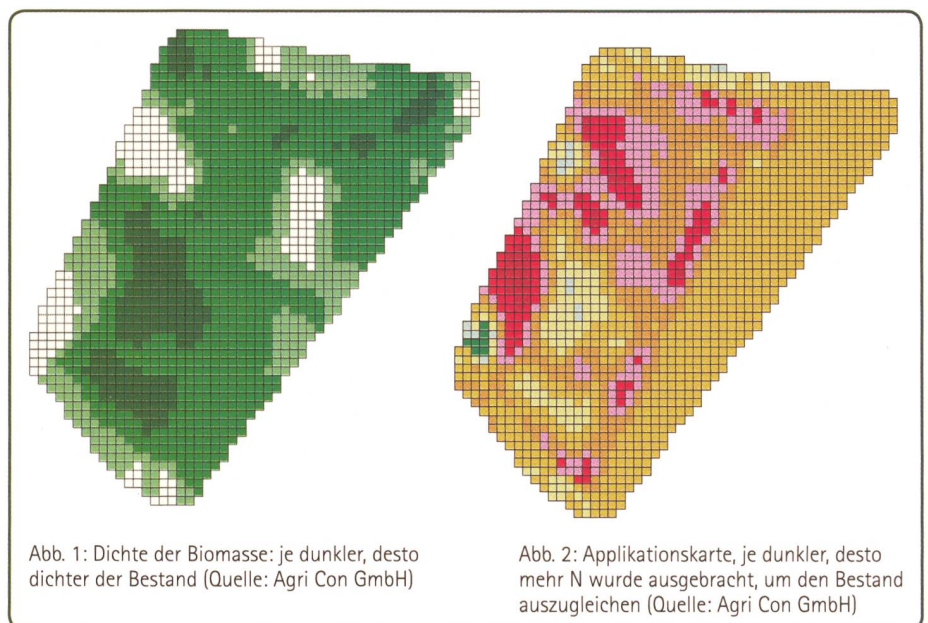 Abb. 1: Dichte der Biomasse: je dunkler, desto
dichter der Bestand (Quelle: Agri Con GmbH)
Abb. 2: Applikationskarte, je dunkler, desto
mehr N wurde ausgebracht, um den Bestand
auszugleichen (Quelle: Agri Con GmbH)